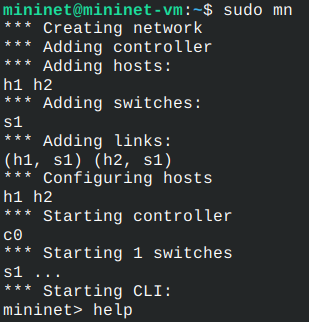 mininet@mininet-vm:~$ sudo mn
*** Creating network
*** Adding controller
*** Adding hosts:
h1 h2
*** Adding switches:
s1
*** Adding links:
(h1, s1) (h2, s1)
*** Configuring hosts
h1 h2
*** Starting controller
c0
*** Starting 1 switches
s1 ...
*** Starting CLI:
mininet> help